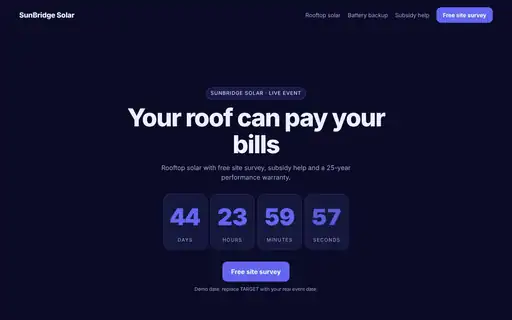 SunBridge Solar
Rooftop solar Battery backup Subsidy help Free site survey
SUNBRIDGE SOLAR · LIVE EVENT
Your roof can pay your
bills
Rooftop solar with free site survey, subsidy help and a 25-year
performance warranty.
44 23 59 57
DAYS HOURS MINUTES SECONDS
Free site survey
Demo date, replace TARGET with your real event date.